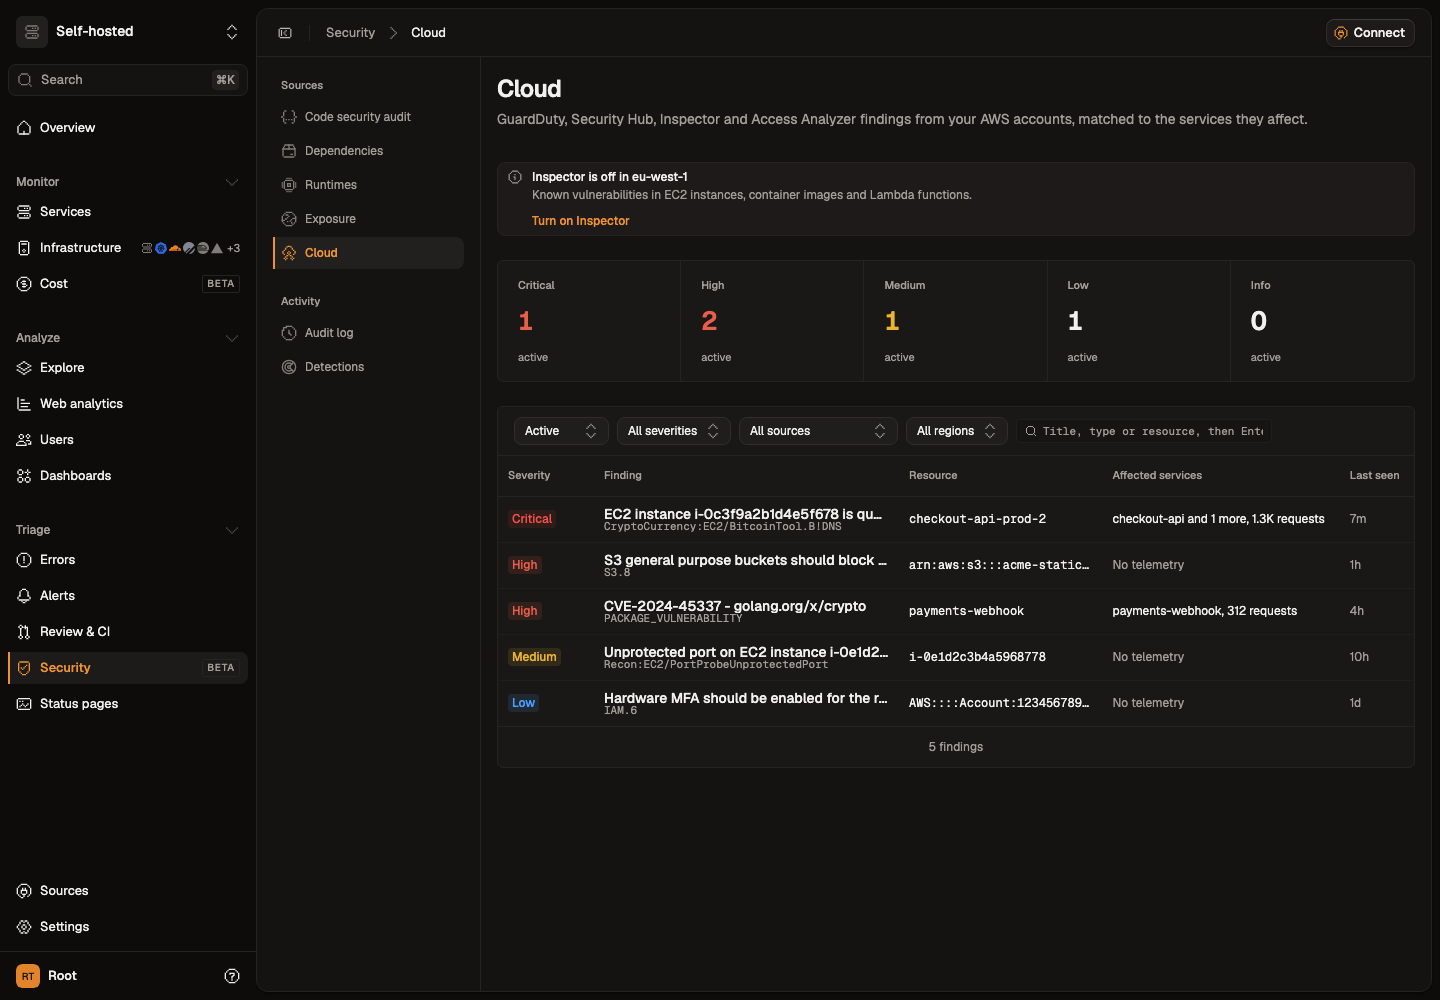 Self-hosted
Search ⌘K
Overview
Monitor
Services
Infrastructure +3
Cost BETA
Analyze
Explore
Web analytics
Users
Dashboards
Triage
Errors
Alerts
Review & CI
Security BETA
Status pages
Sources
Settings
RT Root
Security Cloud
Connect
Sources
Code security audit
Dependencies
Runtimes
Exposure
Cloud
Activity
Audit log
Detections
Cloud
GuardDuty, Security Hub, Inspector and Access Analyzer findings from your AWS accounts, matched to the services they affect.
Inspector is off in eu-west-1
Known vulnerabilities in EC2 instances, container images and Lambda functions.
Turn on Inspector
Critical High Medium Low Info
1 2 1 1 0
active active active active active
Active All severities All sources All regions Title, type or resource, then Ente
Severity Finding Resource Affected services Last seen
Critical EC2 instance i-0c3f9a2b1d4e5f678 is qu… checkout-api-prod-2 checkout-api and 1 more, 1.3K requests 7m
CryptoCurrency:EC2/BitcoinTool.B!DNS
High S3 general purpose buckets should block … arn:aws:s3:::acme-static… No telemetry 1h
S3.8
High CVE-2024-45337 - golang.org/x/crypto payments-webhook payments-webhook, 312 requests 4h
PACKAGE_VULNERABILITY
Medium Unprotected port on EC2 instance i-0e1d2… i-0e1d2c3b4a5968778 No telemetry 10h
Recon:EC2/PortProbeUnprotectedPort
Low Hardware MFA should be enabled for the r… AWS::::Account:123456789… No telemetry 1d
IAM.6
5 findings